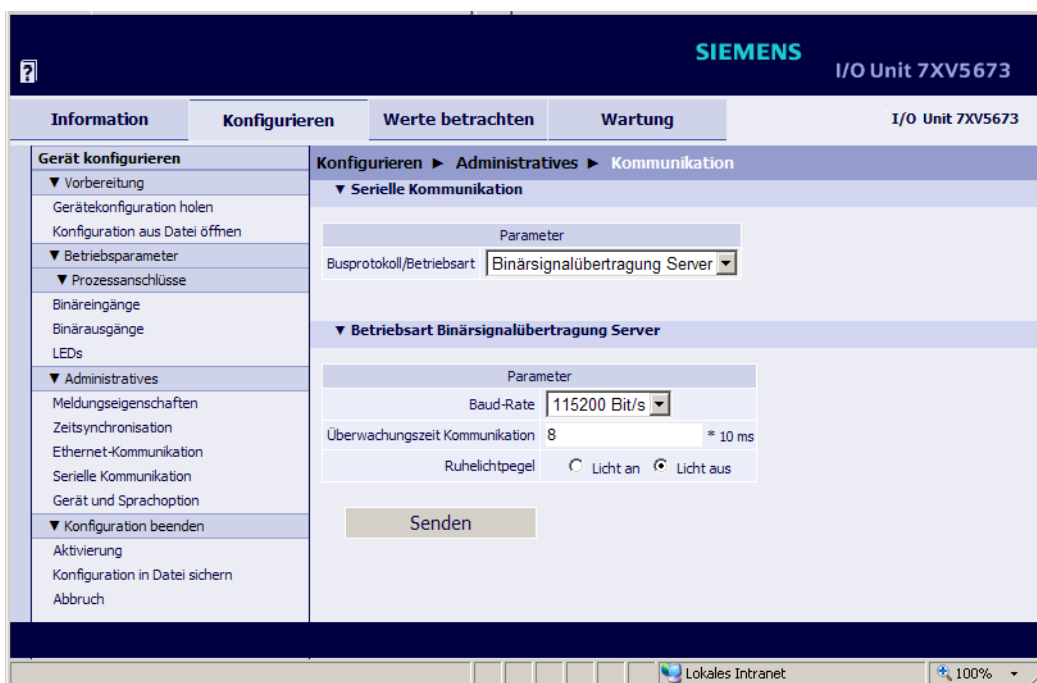 SIEMENS
I/O Unit 7XV5673
?
Information
Konfigurieren
Werte betrachten
Wartung
I/O Unit 7XV5673
Gerät konfigurieren
▼ Vorbereitung
Gerätekonfiguration holen
Konfiguration aus Datei öffnen
▼ Betriebsparameter
▼ Prozessanschlüsse
Binäreingänge
Binärausgänge
LEDs
▼ Administratives
Meldungseigenschaften
Zeitsynchronisation
Ethernet-Kommunikation
Serielle Kommunikation
Gerät und Sprachoption
▼ Konfiguration beenden
Aktivierung
Konfiguration in Datei sichern
Abbruch
Konfigurieren ► Administratives ► Kommunikation
▼ Serielle Kommunikation
Parameter
Busprotokoll/Betriebsart Binärsignalübertragung Server
▼ Betriebsart Binärsignalübertragung Server
Parameter
Baud-Rate 115200 Bit/s
Überwachungszeit Kommunikation 8 * 10 ms
Ruhelichtpegel Licht an Licht aus
Senden
Lokales Intranet
100%